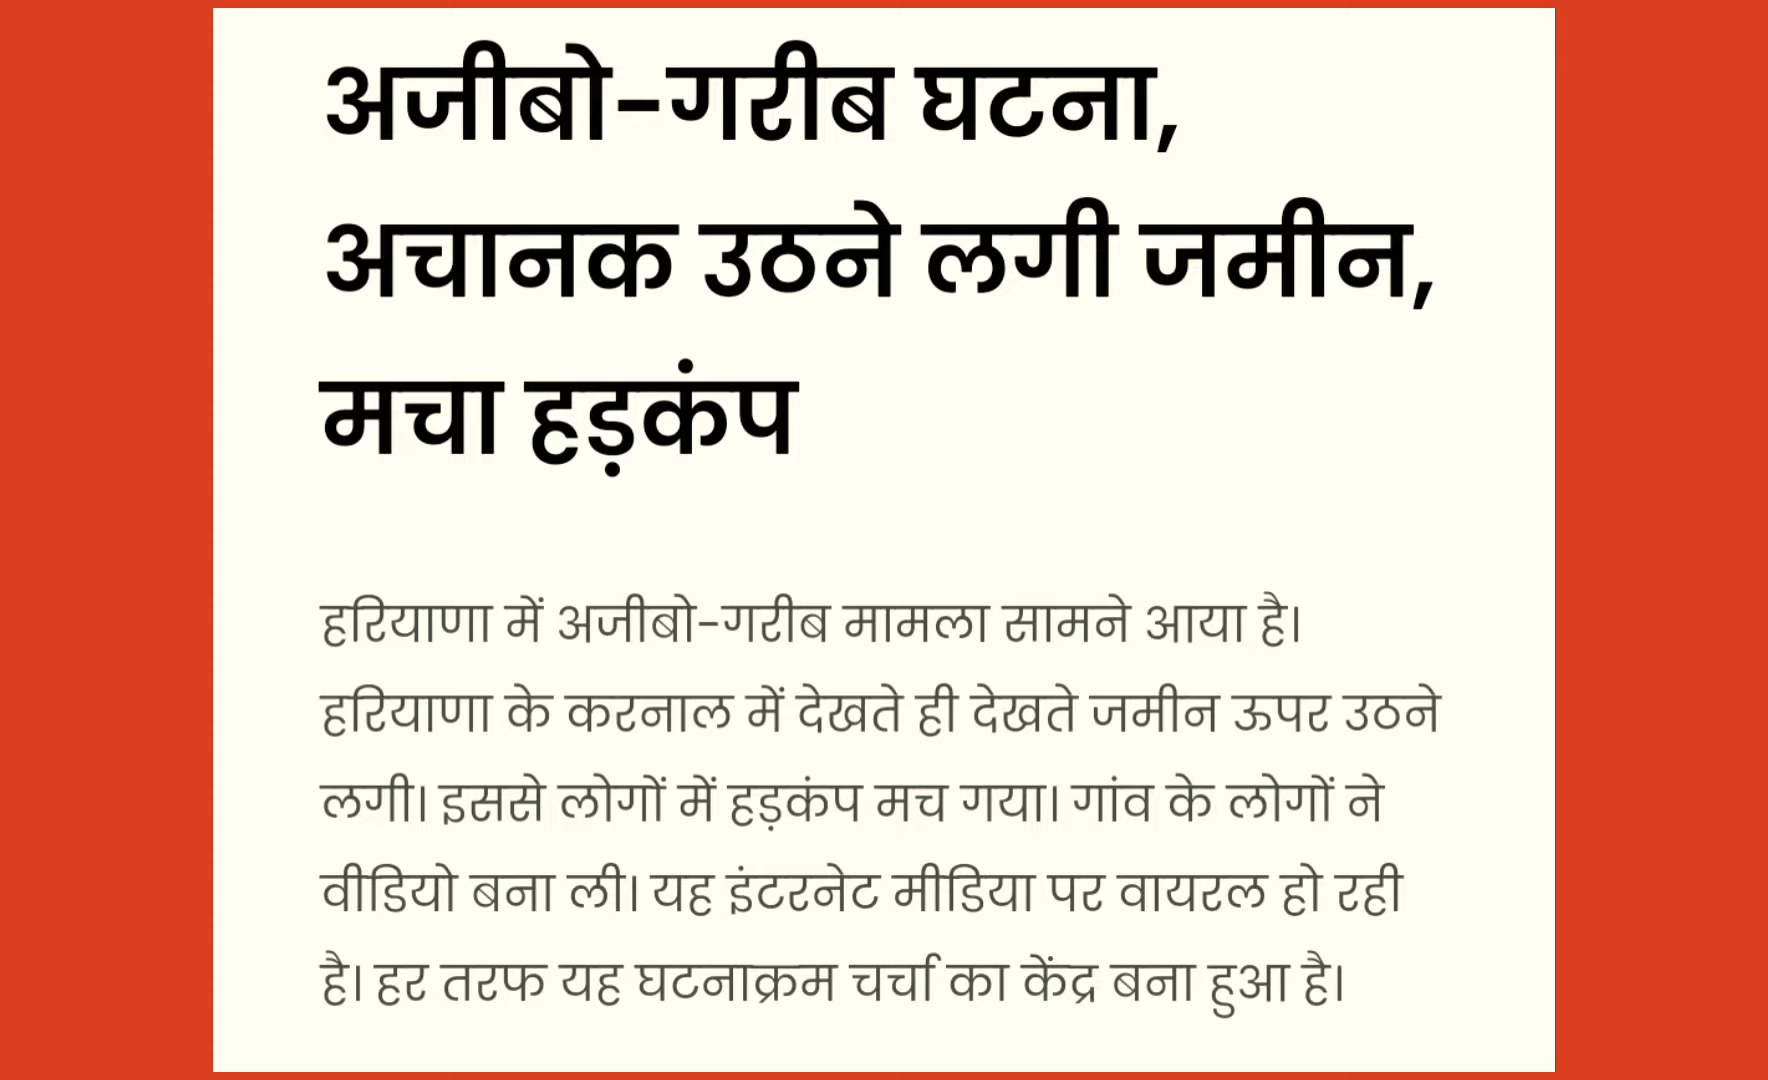 अजीबो-गरीब घटना,
अचानक उठने लगी जमीन,
मचा हड़कंप
हरियाणा में अजीबो-गरीब मामला सामने आया है।
हरियाणा के करनाल में देखते ही देखते जमीन ऊपर उठने
लगी। इससे लोगों में हड़कंप मच गया। गांव के लोगों ने
वीडियो बना ली। यह इंटरनेट मीडिया पर वायरल हो रही
है। हर तरफ यह घटनाक्रम चर्चा का केंद्र बना हुआ है।